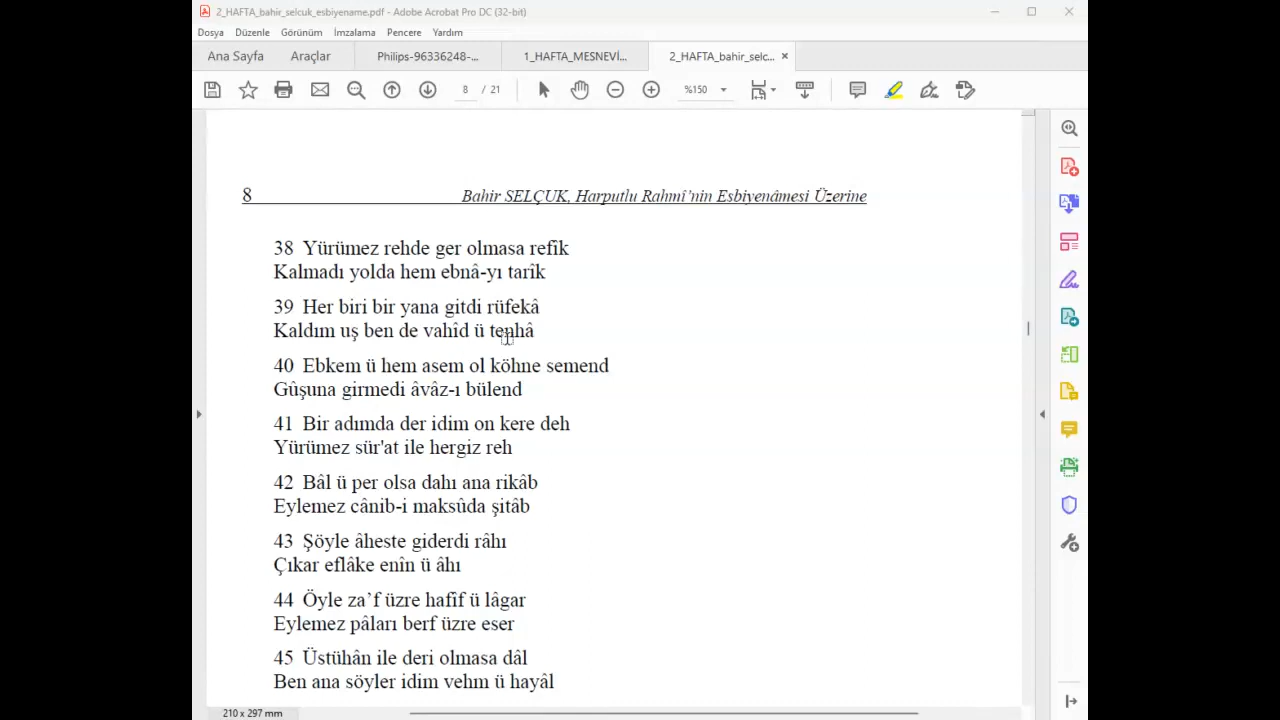 2_HAFTA_bahir_selcuk_esbiyename.pdf - Adobe Acrobat Pro DC (32-bit)
Dosya Düzenle Görünüm İmzalama Pencere Yardım
Ana Sayfa Araçlar Philips-96336248-... 1_HAFTA_MESNEVİ... 2_HAFTA_bahir_selc... ×
8 / 21 %150
8 Bahir SELÇUK, Harputlu Rahmî’nin Esbiyenâmesi Üzerine
38 Yürümez rehde ger olmasa refîk
Kalmadı yolda hem ebnâ-yı tarîk
39 Her biri bir yana gitdi rüfekâ
Kaldım uş ben de vahîd ü tenhâ
40 Ebkem ü hem asem ol köhne semend
Gûşuna girmedi âvâz-ı bülend
41 Bir adımda der idim on kere deh
Yürümez sür'at ile hergiz reh
42 Bâl ü per olsa dahı ana rikâb
Eylemez cânib-i maksûda şitâb
43 Şöyle âheste giderdi râhı
Çıkar eflâke enîn ü âhı
44 Öyle za’f üzre hafîf ü lâgar
Eylemez pâları berf üzre eser
45 Üstühân ile deri olmasa dâl
Ben ana söyler idim vehm ü hayâl
210 x 297 mm